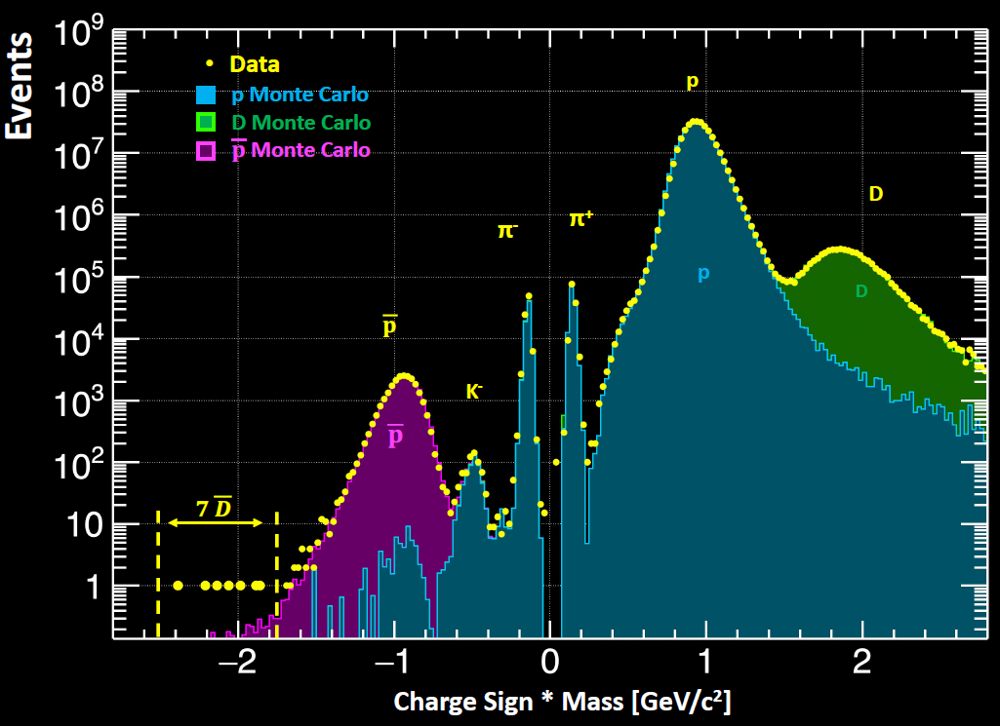 Events
10⁹
10⁸
10⁷
10⁶
10⁵
10⁴
10³
10²
10
1
Data
p Monte Carlo
D Monte Carlo
p̅ Monte Carlo
p
D
π⁻
π⁺
p
D
p̅
K⁻
p̅
7 D̅
−2
−1
0
1
2
Charge Sign * Mass [GeV/c²]